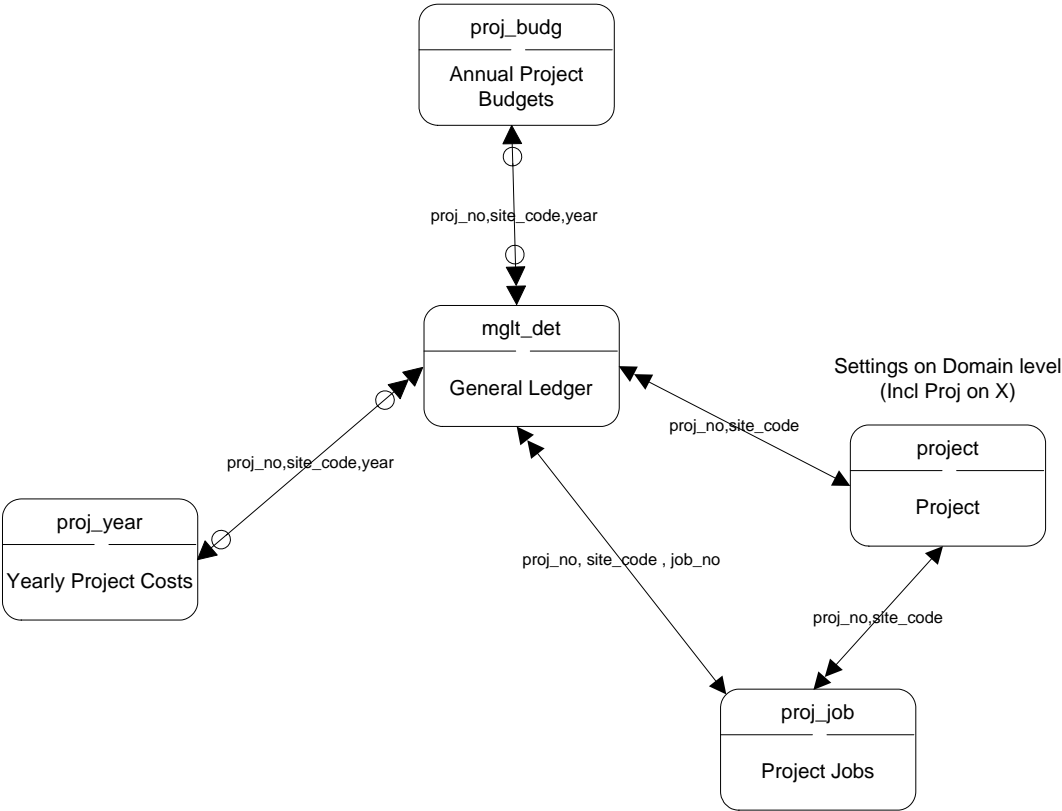 proj_budg
Annual Project
Budgets
proj_no,site_code,year
mglt_det
General Ledger
Settings on Domain level
(Incl Proj on X)
proj_no,site_code
project
Project
proj_no,site_code,year
proj_year
Yearly Project Costs
proj_no, site_code , job_no
proj_no,site_code
proj_job
Project Jobs